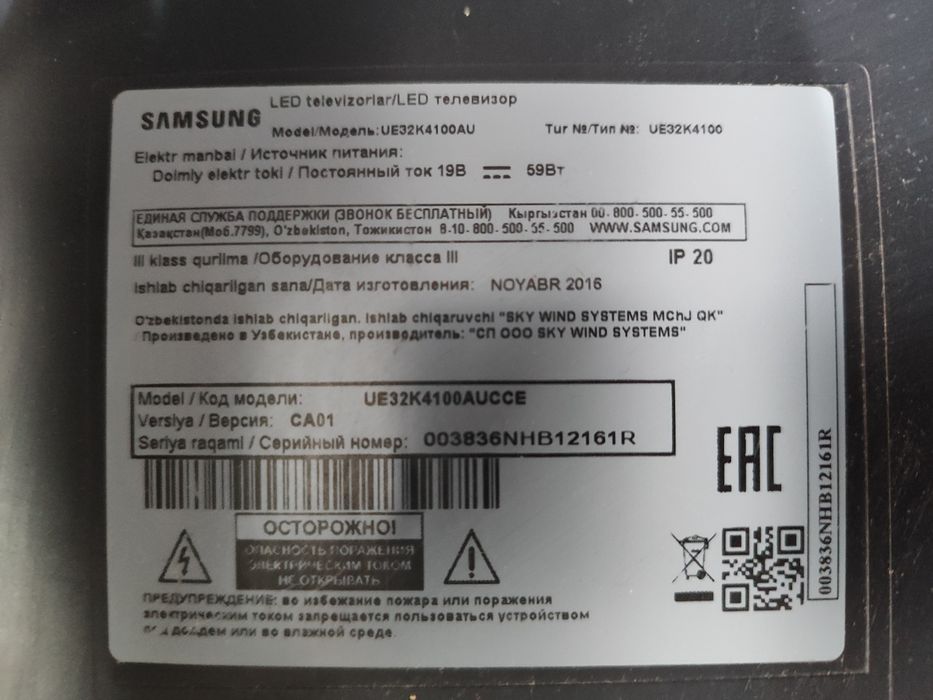 SAMSUNG
LED televizorlar/LED телевизор
Model/Модель:UE32K4100AU Tur №/Тип №: UE32K4100
Elektr manbai / Источник питания:
Doimiy elektr toki / Постоянный ток 19В 59Вт
ЕДИНАЯ СЛУЖБА ПОДДЕРЖКИ (ЗВОНОК БЕСПЛАТНЫЙ) Кыргызстан 00-800-500-55-500
Казақстан(Моб.7799), O'zbekiston, Тожикистон 8-10-800-500-55-500 WWW.SAMSUNG.COM
III klass qurilma /Оборудование класса III IP 20
Ishlab chiqarilgan sana/Дата изготовления: NOYABR 2016
O'zbekistonda ishlab chiqarilgan. Ishlab chiqaruvchi "SKY WIND SYSTEMS MChJ QK"
Произведено в Узбекистане, производитель: "СП ООО SKY WIND SYSTEMS"
Model / Код модели: UE32K4100AUCCE
Versiya / Версия: CA01
Seriya raqami / Серийный номер: 003836NHB12161R
EAC
003836NHB12161R
ОСТОРОЖНО!
ОПАСНОСТЬ ПОРАЖЕНИЯ
ЭЛЕКТРИЧЕСКИМ ТОКОМ
НЕ ОТКРЫВАТЬ
ПРЕДУПРЕЖДЕНИЕ: во избежание пожара или поражения
электрическим током запрещается пользоваться устройством
под дождем или во влажной среде.